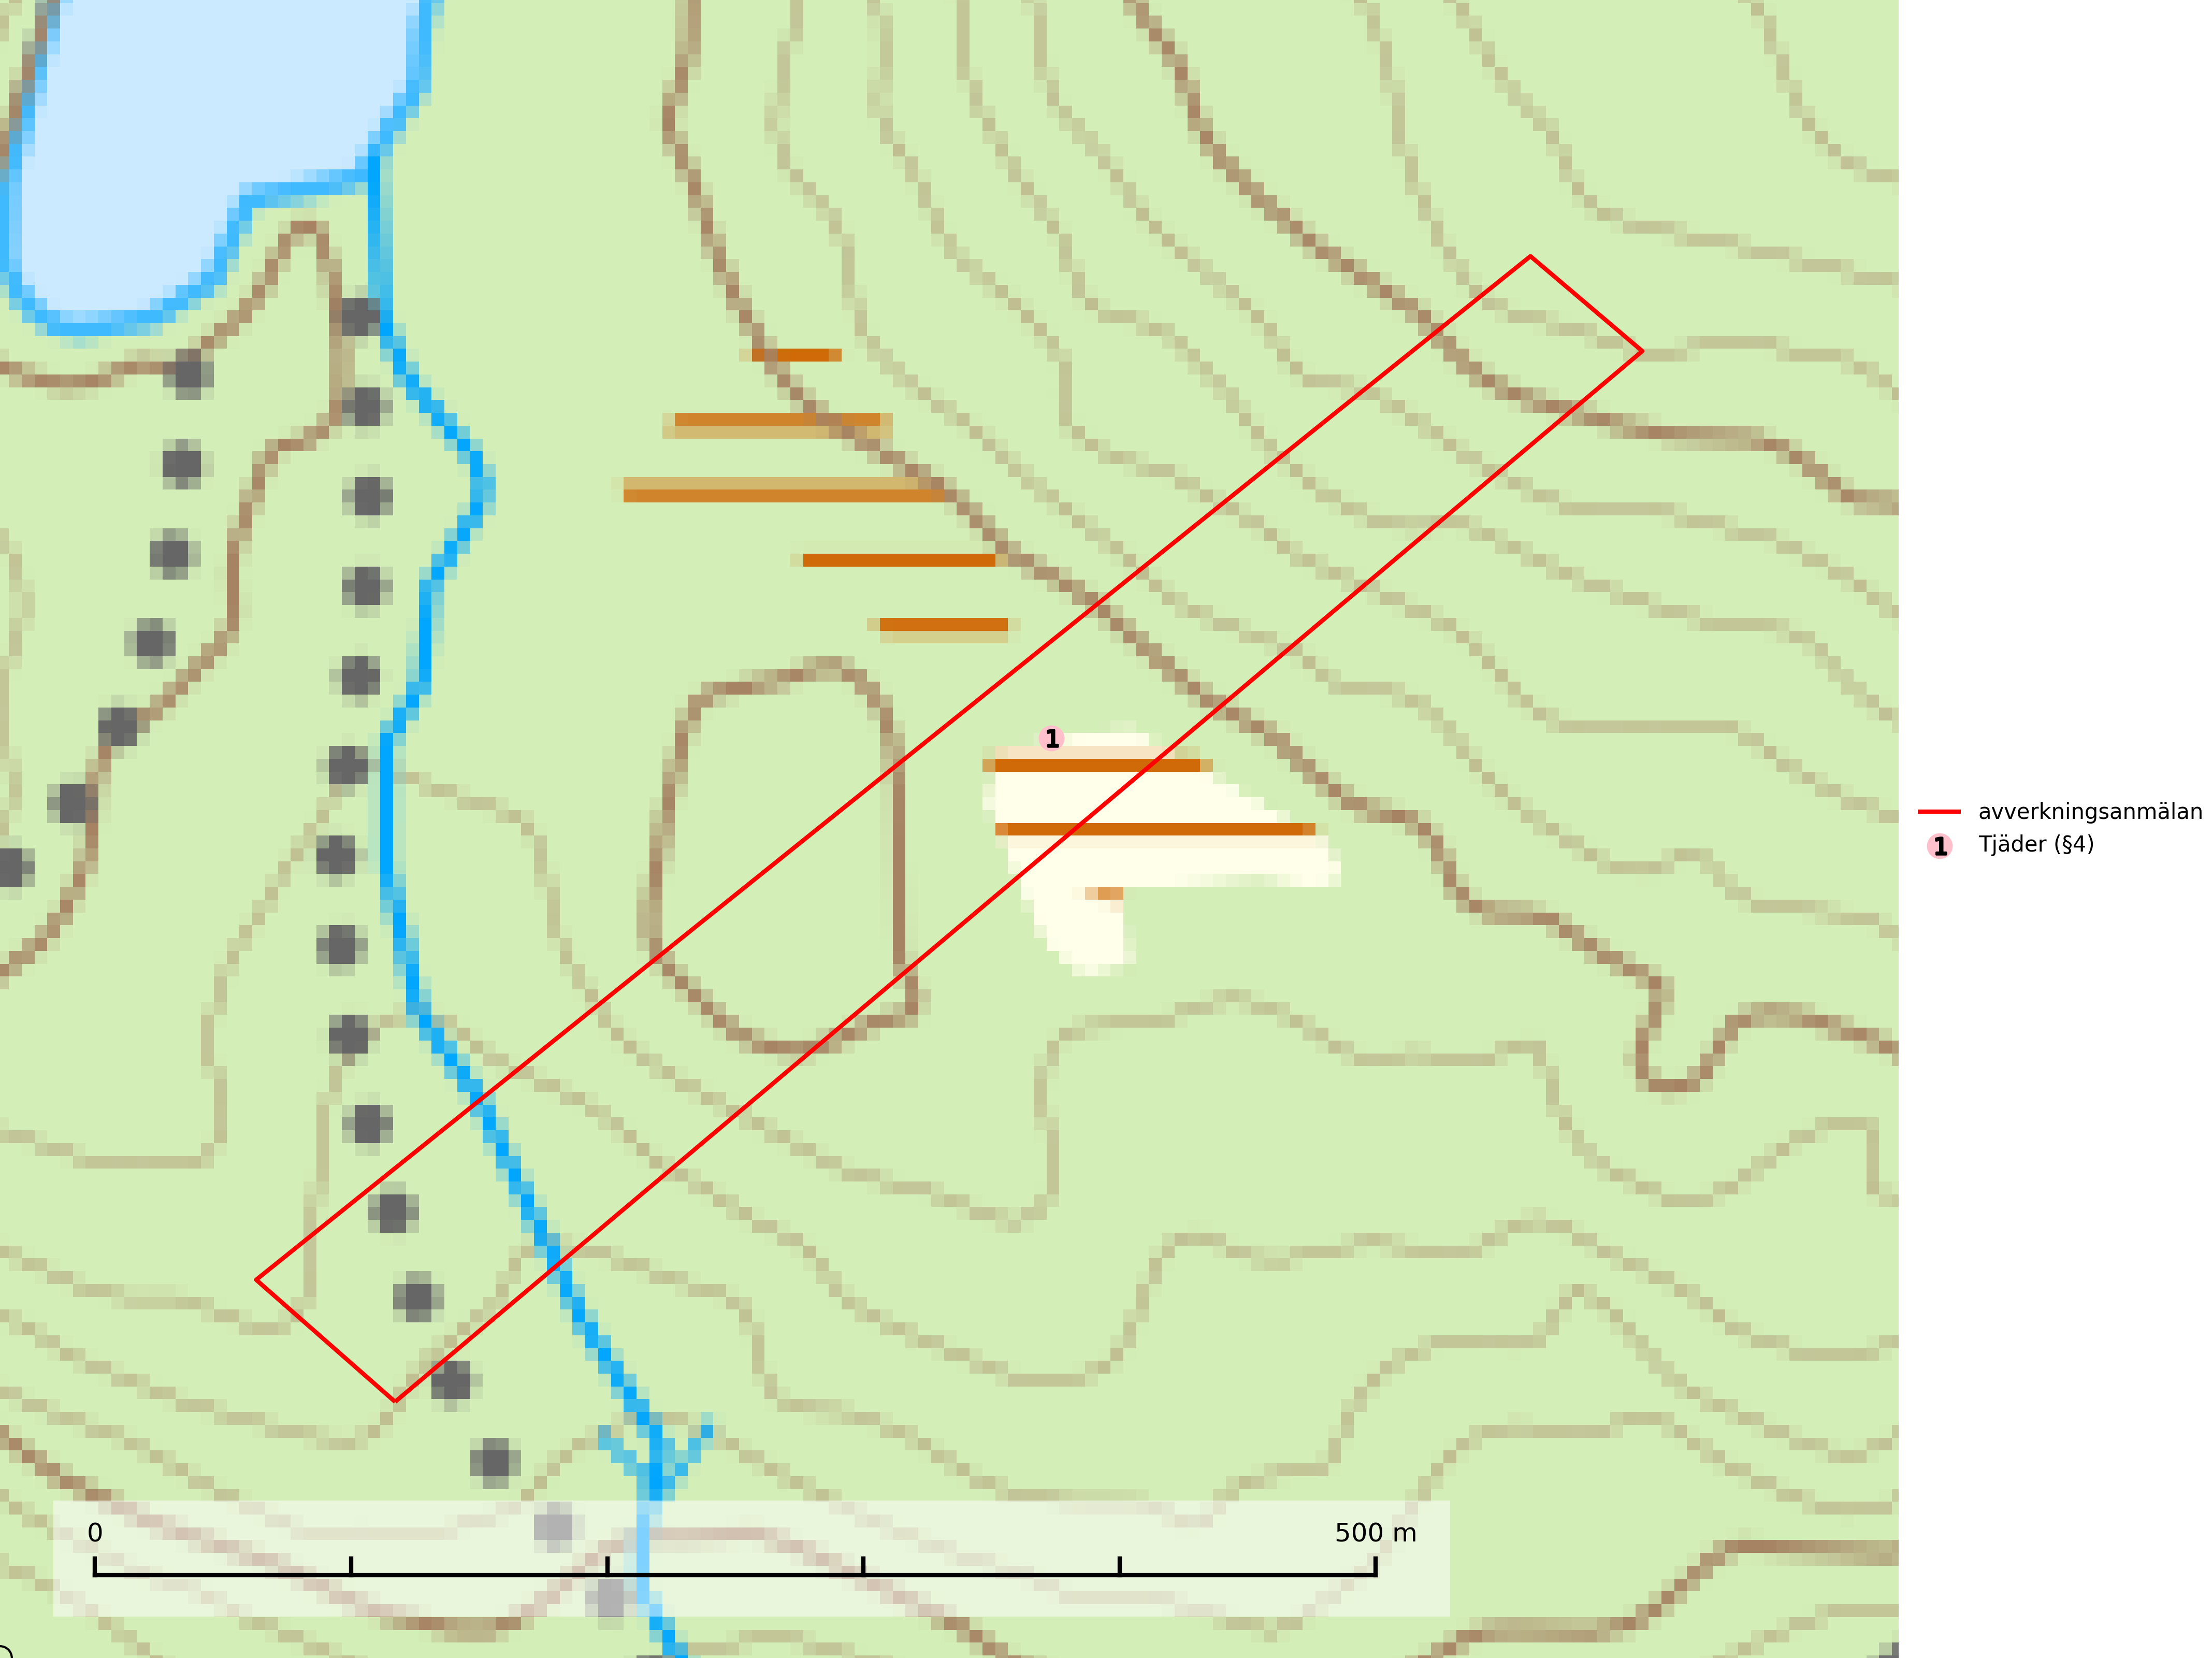 1
avverkningsanmälan
1 Tjäder (§4)
0 500 m